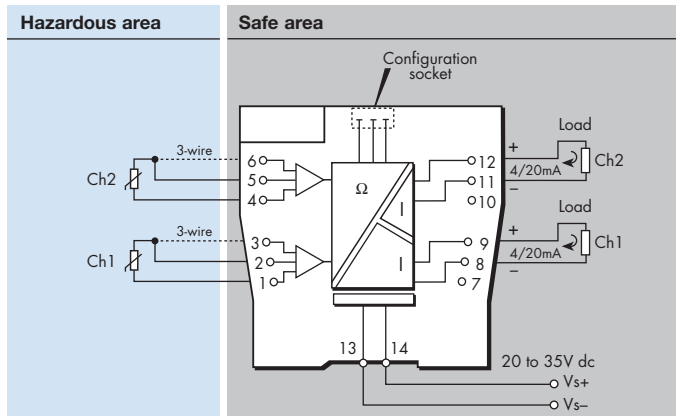 Hazardous area
Safe area
Configuration
socket
Load
3-wire
6
12
+
Ch2
5
Ω
11
4/20mA
Ch2
4
I
10
–
Load
3-wire
3
9
+
Ch1
2
I
8
4/20mA
Ch1
1
7
–
13
14
20 to 35V dc
Vs+
Vs–